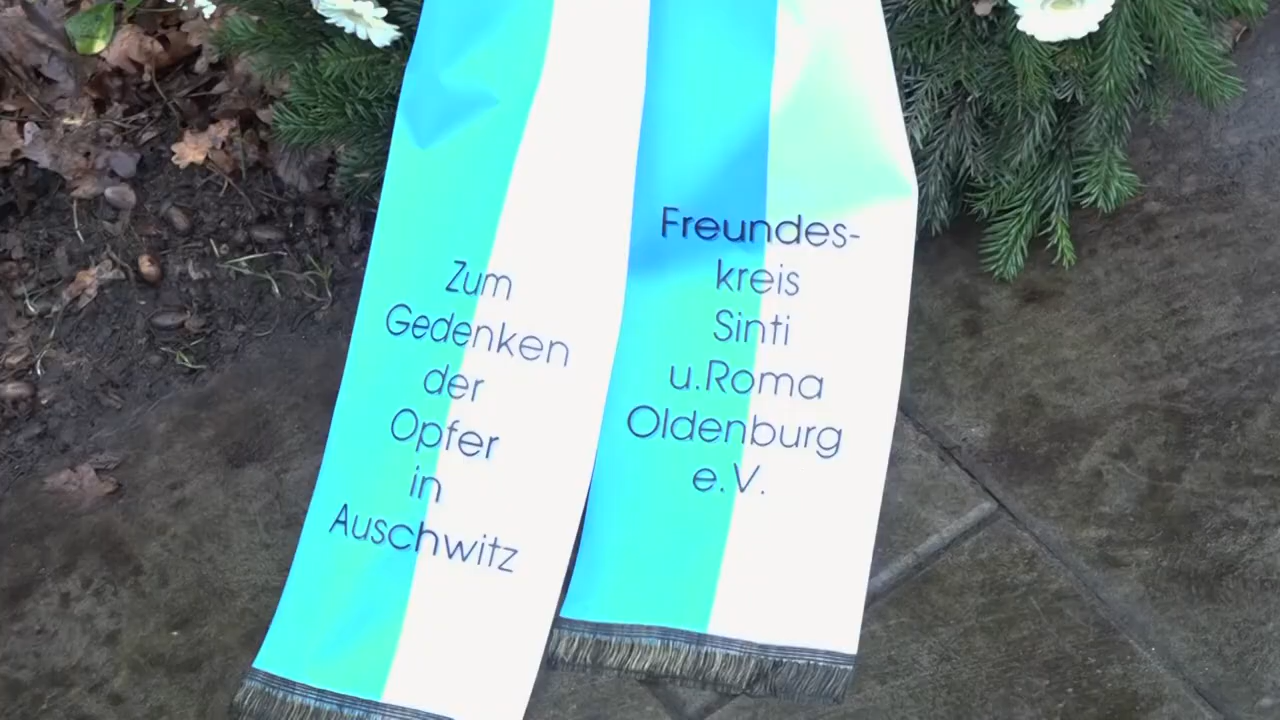 Zum
Gedenken
der
Opfer
in
Auschwitz
Freundes-
kreis
Sinti
u.Roma
Oldenburg
e.V.